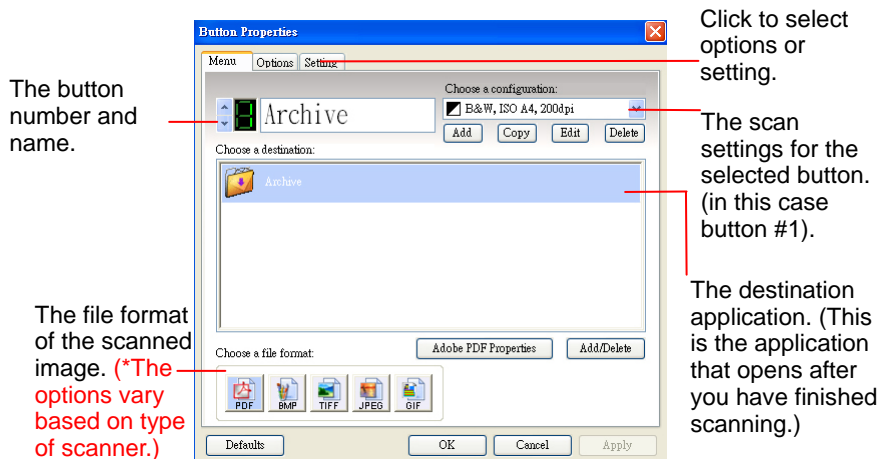 Button Properties
Menu
Options
Setting
Click to select
options or
setting.
The button
number and
name.
3
Archive
Choose a configuration:
B&W, ISO A4, 200dpi
Add
Copy
Edit
Delete
The scan
settings for the
selected button.
(in this case
button #1).
Choose a destination:
Archive
The destination
application. (This
is the application
that opens after
you have finished
scanning.)
The file format
of the scanned
image. (*The
options vary
based on type
of scanner.)
Adobe PDF Properties
Add/Delete
Choose a file format:
PDF
BMP
TIFF
JPEG
GIF
Defaults
OK
Cancel
Apply